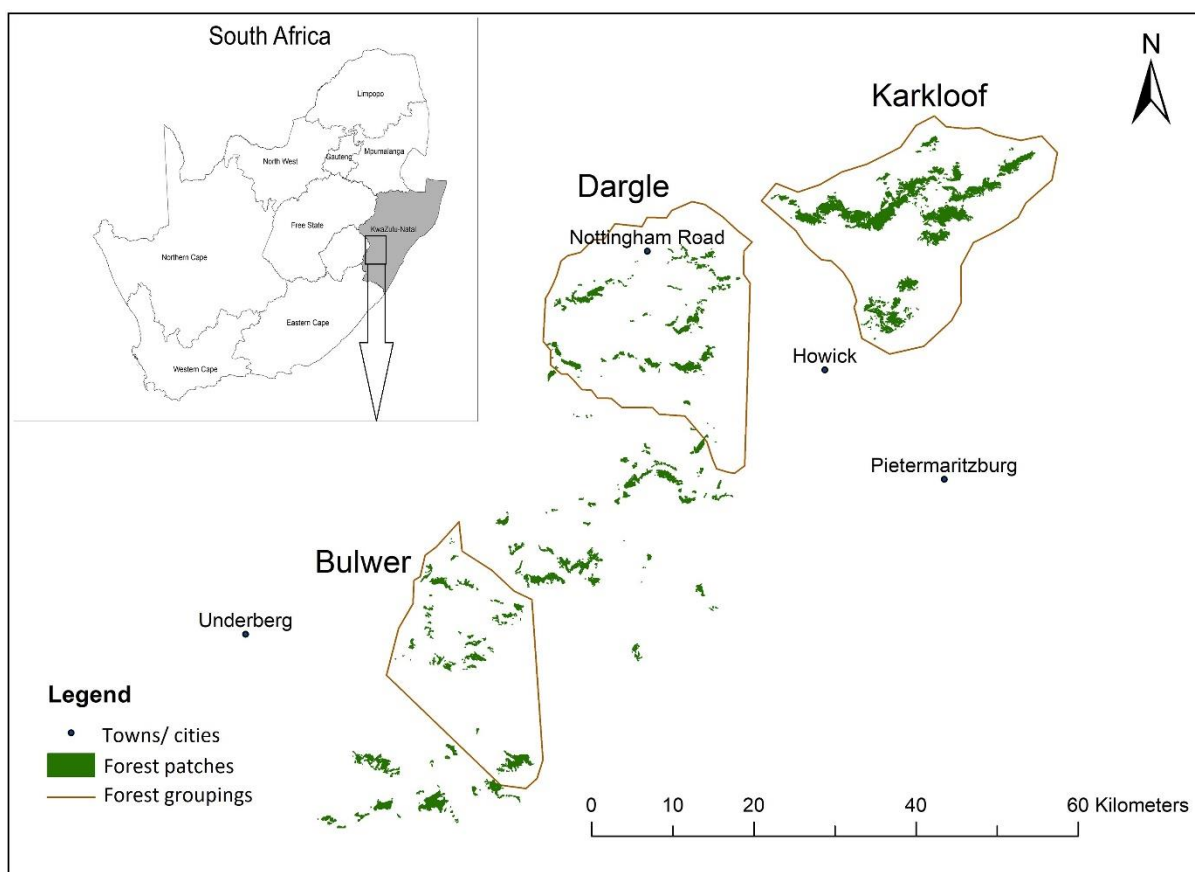 South Africa
Limpopo
North West
Gauteng
Mpumalanga
Free State
KwaZulu-Natal
Northern Cape
Eastern Cape
Western Cape
N
Karkloof
Dargle
Nottingham Road
Howick
Pietermaritzburg
Bulwer
Underberg
Legend
Towns/ cities
Forest patches
Forest groupings
0 10 20 40 60 Kilometers